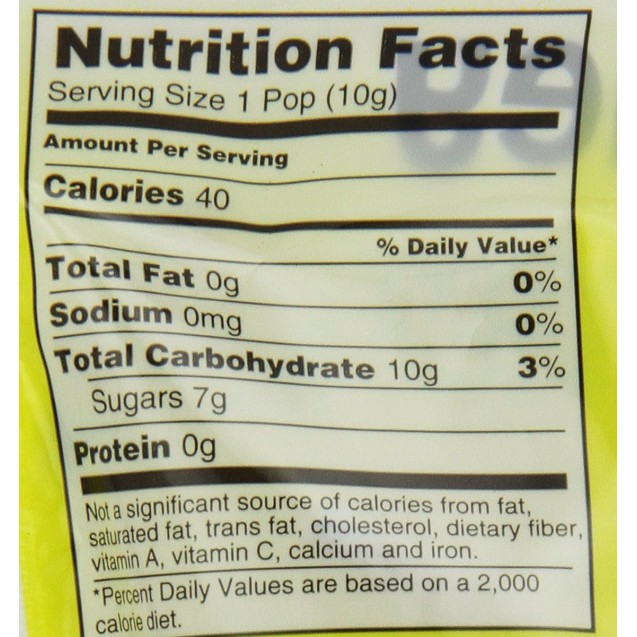 Nutrition Facts
Serving Size 1 Pop (10g)
Amount Per Serving
Calories 40
% Daily Value*
Total Fat 0g 0%
Sodium 0mg 0%
Total Carbohydrate 10g 3%
Sugars 7g
Protein 0g
Not a significant source of calories from fat,
saturated fat, trans fat, cholesterol, dietary fiber,
vitamin A, vitamin C, calcium and iron.
*Percent Daily Values are based on a 2,000
calorie diet.